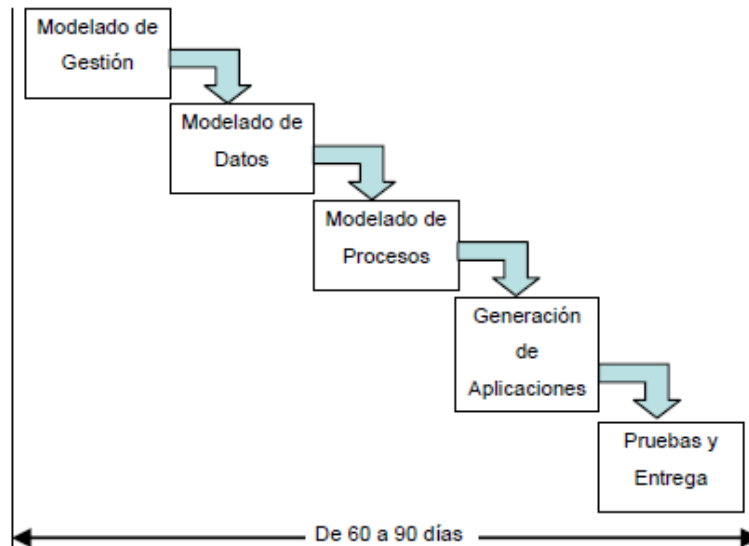 Modelado de
Gestión
Modelado de
Datos
Modelado de
Procesos
Generación
de
Aplicaciones
Pruebas y
Entrega
De 60 a 90 días